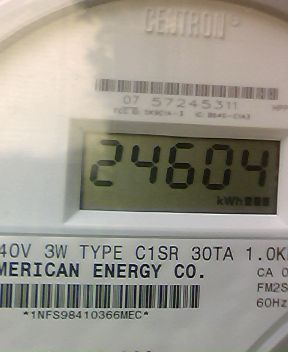 CENTRON
07 57245311
24604
kWh
40V 3W TYPE C1SR 30TA 1.0K
MERICAN ENERGY CO.
CA 0
FM2S
60Hz
*1NFS98410366MEC*